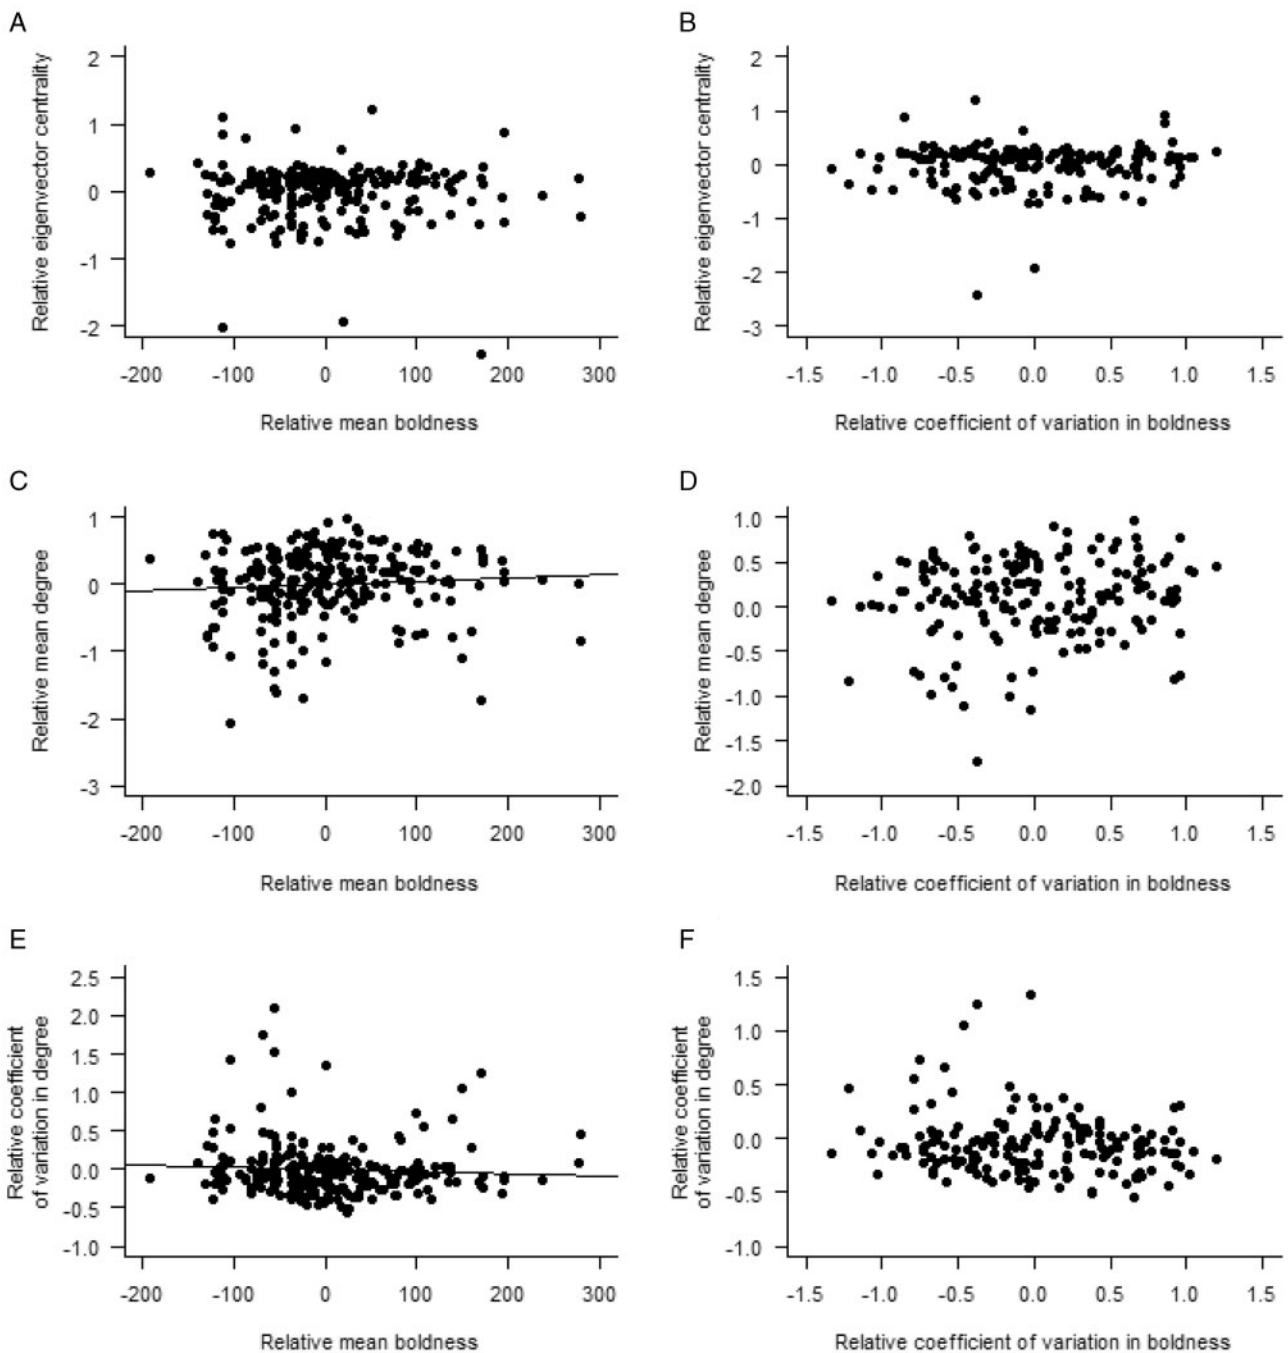 A
Relative eigenvector centrality
2
1
0
-1
-2
-200 -100 0 100 200 300
Relative mean boldness
B
Relative eigenvector centrality
2
1
0
-1
-2
-3
-1.5 -1.0 -0.5 0.0 0.5 1.0 1.5
Relative coefficient of variation in boldness
C
Relative mean degree
1
0
-1
-2
-3
-200 -100 0 100 200 300
Relative mean boldness
D
Relative mean degree
1.0
0.5
0.0
-0.5
-1.0
-1.5
-2.0
-1.5 -1.0 -0.5 0.0 0.5 1.0 1.5
Relative coefficient of variation in boldness
E
Relative coefficient
of variation in degree
2.5
2.0
1.5
1.0
0.5
0.0
-0.5
-1.0
-200 -100 0 100 200 300
Relative mean boldness
F
Relative coefficient
of variation in degree
1.5
1.0
0.5
0.0
-0.5
-1.0
-1.5 -1.0 -0.5 0.0 0.5 1.0 1.5
Relative coefficient of variation in boldness